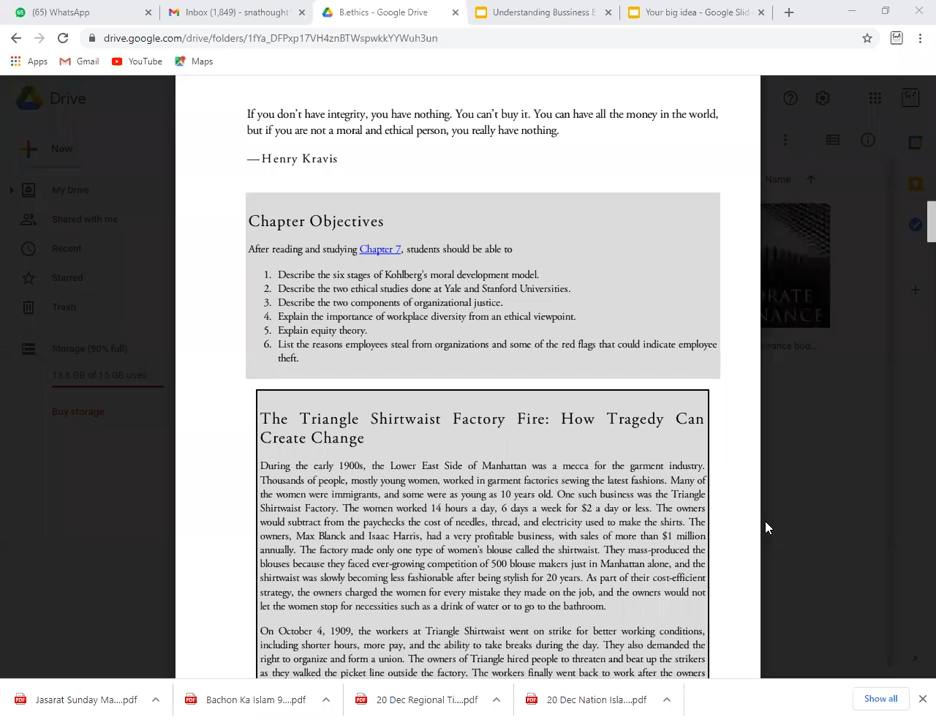 (65) WhatsApp
Inbox (1,849) - snathought
B.ethics - Google Drive
Understanding Bussiness E
Your big idea - Google Slid
drive.google.com/drive/folders/1fYa_DFPxp17VH4znBTWspwkkYYWuh3un
Apps Gmail YouTube Maps
Drive
New
My Drive
Shared with me
Recent
Starred
Trash
Storage (90% full)
13.6 GB of 15 GB used
Buy storage
If you don't have integrity, you have nothing. You can't buy it. You can have all the money in the world,
but if you are not a moral and ethical person, you really have nothing.
—Henry Kravis
Chapter Objectives
After reading and studying Chapter 7, students should be able to
1. Describe the six stages of Kohlberg's moral development model.
2. Describe the two ethical studies done at Yale and Stanford Universities.
3. Describe the two components of organizational justice.
4. Explain the importance of workplace diversity from an ethical viewpoint.
5. Explain equity theory.
6. List the reasons employees steal from organizations and some of the red flags that could indicate employee
theft.
The Triangle Shirtwaist Factory Fire: How Tragedy Can
Create Change
During the early 1900s, the Lower East Side of Manhattan was a mecca for the garment industry.
Thousands of people, mostly young women, worked in garment factories sewing the latest fashions. Many of
the women were immigrants, and some were as young as 10 years old. One such business was the Triangle
Shirtwaist Factory. The women worked 14 hours a day, 6 days a week for $2 a day or less. The owners
would subtract from the paychecks the cost of needles, thread, and electricity used to make the shirts. The
owners, Max Blanck and Isaac Harris, had a very profitable business, with sales of more than $1 million
annually. The factory made only one type of women's blouse called the shirtwaist. They mass-produced the
blouses because they faced ever-growing competition of 500 blouse makers just in Manhattan alone, and the
shirtwaist was slowly becoming less fashionable after being stylish for 20 years. As part of their cost-efficient
strategy, the owners charged the women for every mistake they made on the job, and the owners would not
let the women stop for necessities such as a drink of water or to go to the bathroom.
On October 4, 1909, the workers at Triangle Shirtwaist went on strike for better working conditions,
including shorter hours, more pay, and the ability to take breaks during the day. They also demanded the
right to organize and form a union. The owners of Triangle hired people to threaten and beat up the strikers
as they walked the picket line outside the factory. The workers finally went back to work after the owners
Name
ORATE
NANCE
nance boo...
Jasarat Sunday Ma....pdf
Bachon Ka Islam 9....pdf
20 Dec Regional Ti....pdf
20 Dec Nation Isla....pdf
Show all